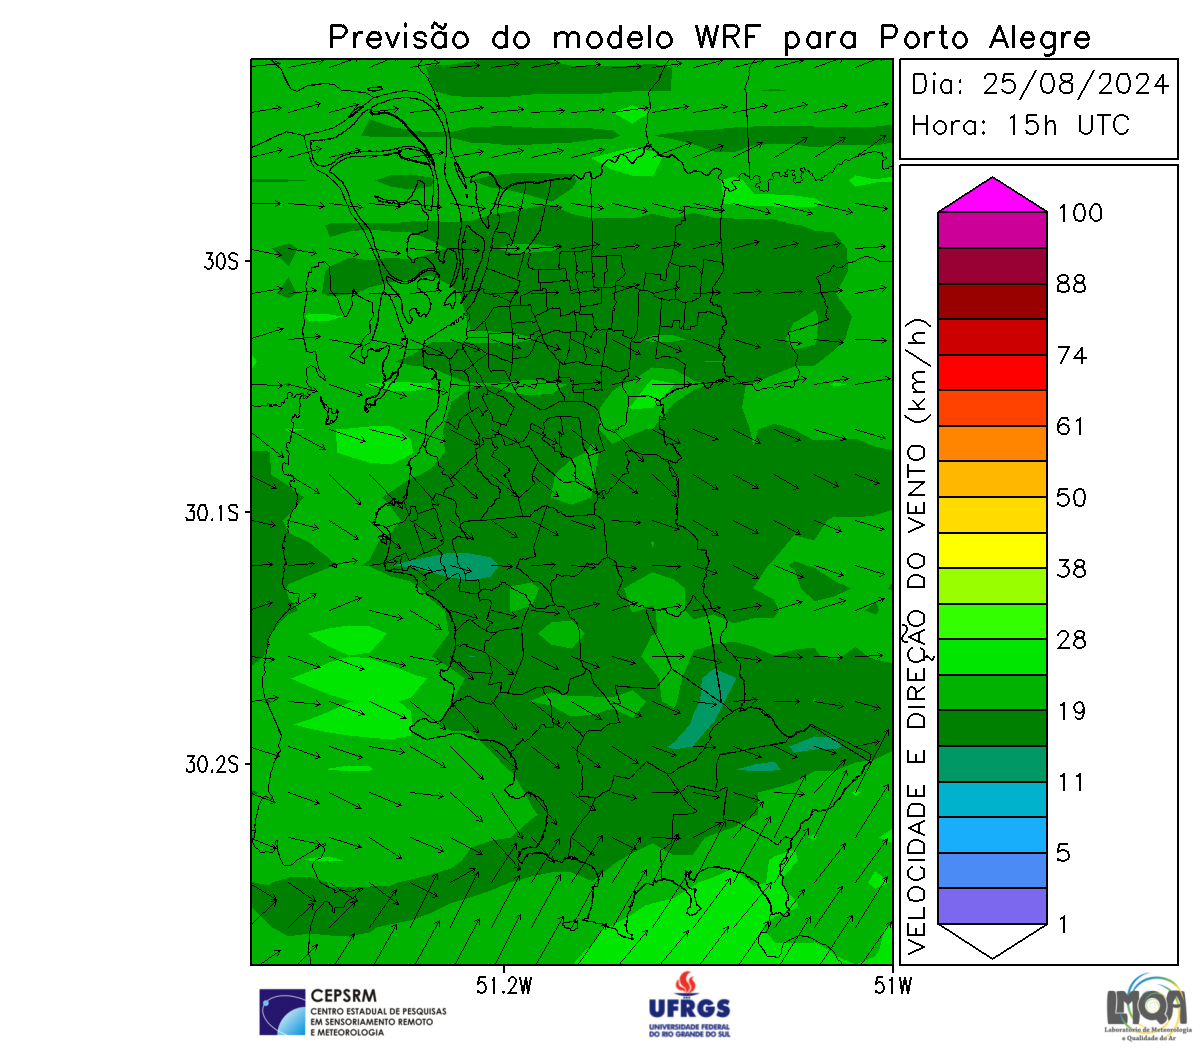 Previsão do modelo WRF para Porto Alegre
Dia: 25/08/2024
Hora: 15h UTC
30S
30.1S
30.2S
51.2W
51W
VELOCIDADE E DIREÇÃO DO VENTO (km/h)
100
88
74
61
50
38
28
19
11
5
1
CEPSRM
CENTRO ESTADUAL DE PESQUISAS
EM SENSORIAMENTO REMOTO
E METEOROLOGIA
UFRGS
UNIVERSIDADE FEDERAL
DO RIO GRANDE DO SUL
LMQA
Laboratório de Meteorologia
e Qualidade do Ar